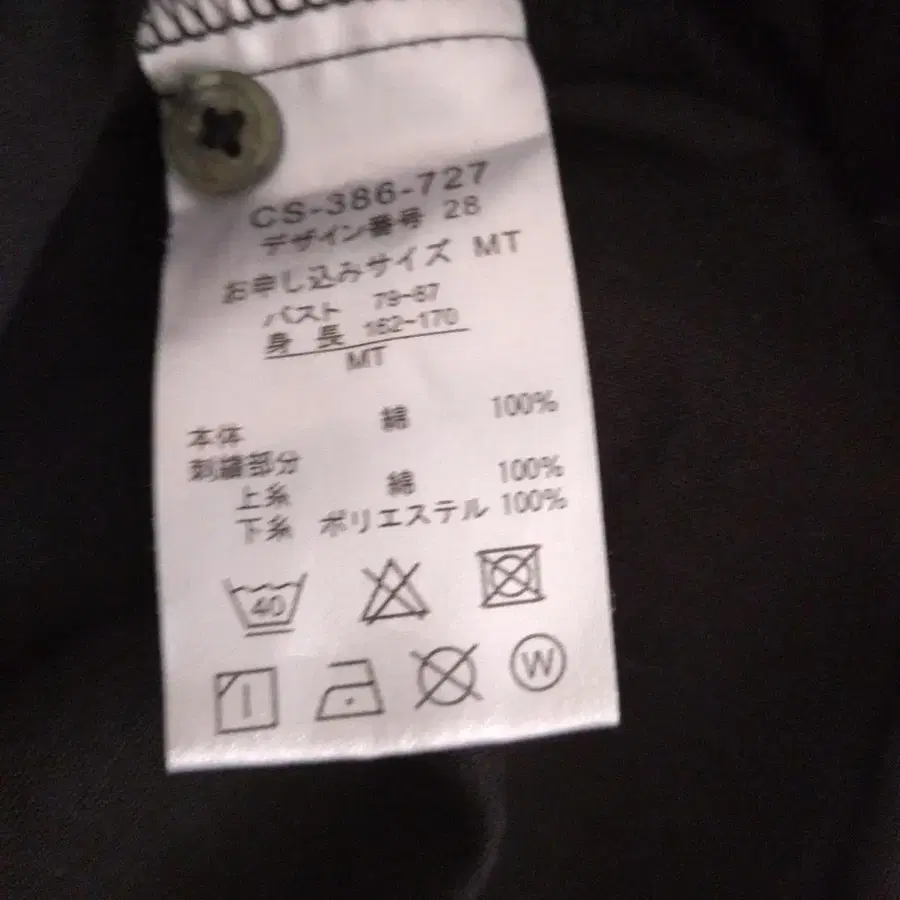 CS-386-727
デザイン番号 28
お申し込みサイズ MT
バスト 79-87
身長 162-170
MT
本体 綿 100%
刺繍部分
上糸 綿 100%
下糸 ポリエステル 100%
40
W